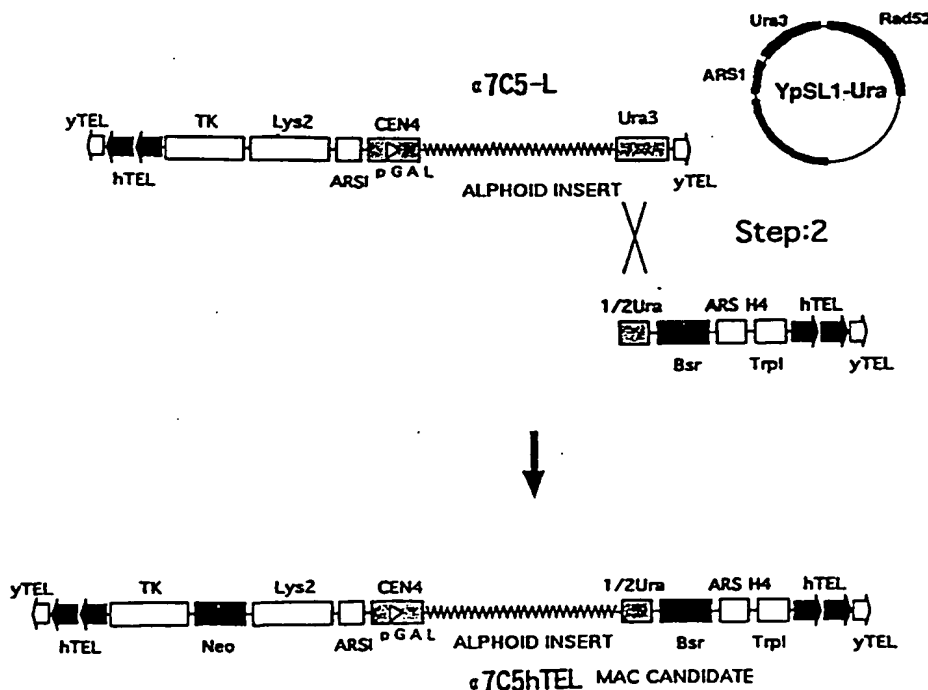 Ura3 Rad52
ARS1
YpSL1-Ura
α7C5-L
yTEL TK Lys2 CEN4 Ura3
hTEL ARSI pGAL yTEL
ALPHOID INSERT
Step:2
1/2Ura ARS H4 hTEL
Bsr TrpI yTEL
yTEL TK Lys2 CEN4 1/2Ura ARS H4 hTEL
hTEL Neo ARSI pGAL ALPHOID INSERT Bsr TrpI yTEL
α7C5hTEL MAC CANDIDATE